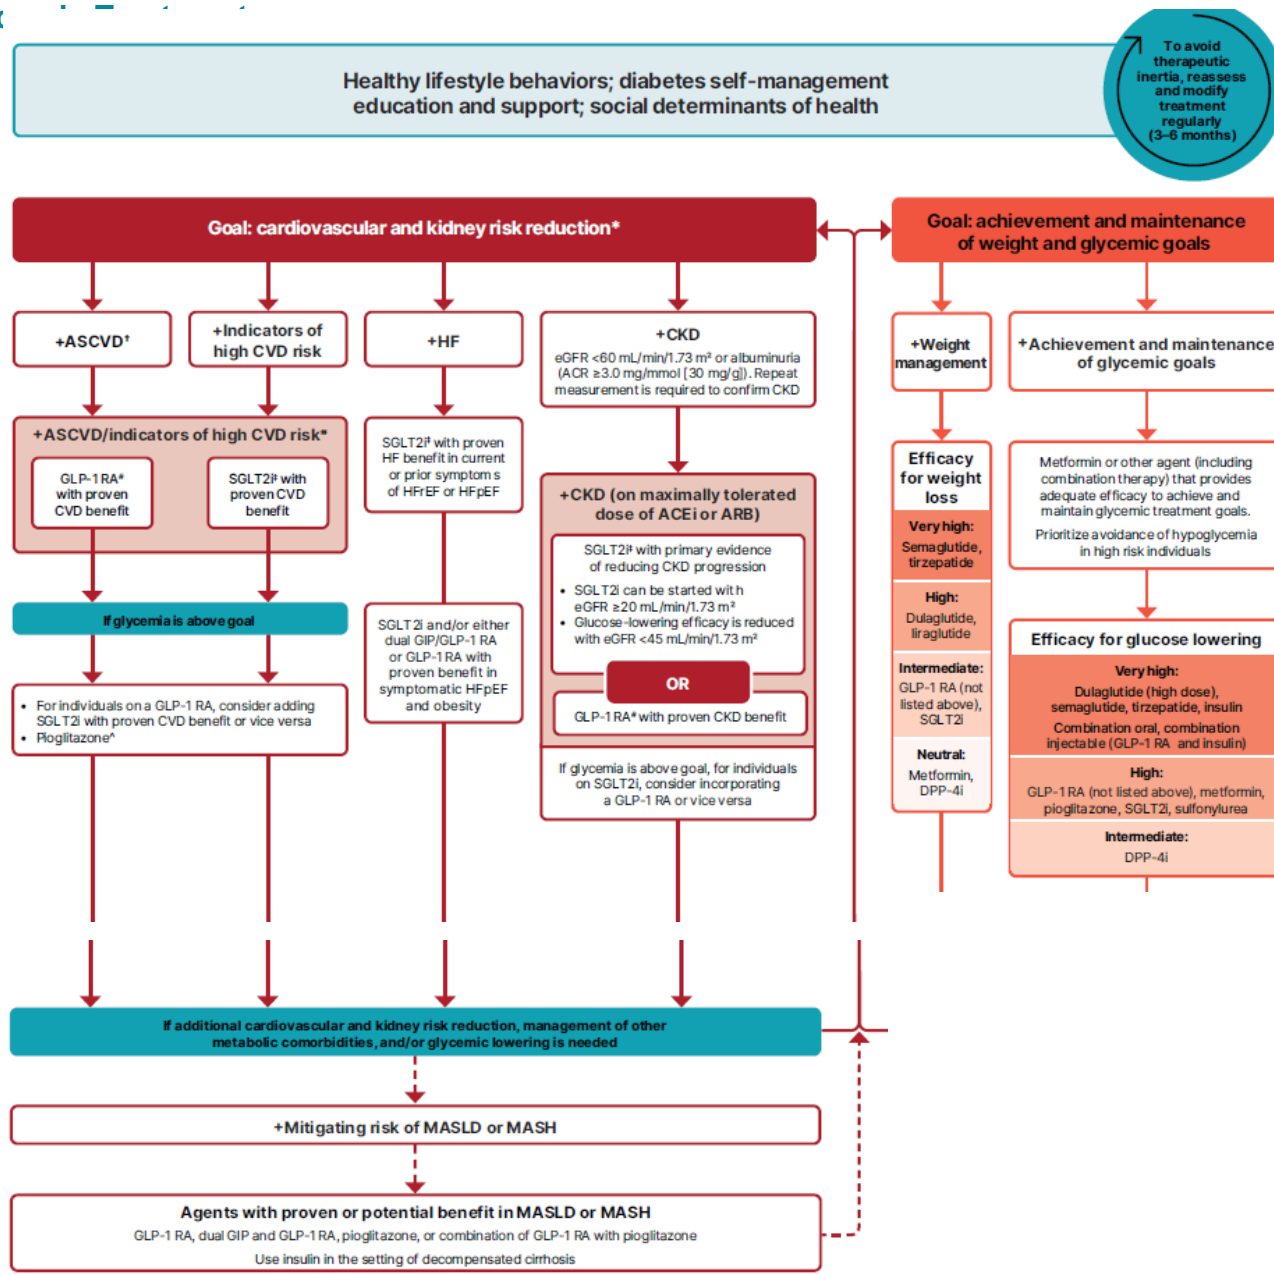 Healthy lifestyle behaviors; diabetes self-management
education and support; social determinants of health
To avoid
therapeutic
inertia, reassess
and modify
treatment
regularly
(3–6 months)
Goal: cardiovascular and kidney risk reduction*
Goal: achievement and maintenance
of weight and glycemic goals
+ASCVD†
+Indicators of
high CVD risk
+HF
+CKD
eGFR <60 mL/min/1.73 m² or albuminuria
(ACR ≥3.0 mg/mmol [30 mg/g]). Repeat
measurement is required to confirm CKD
+Weight
management
+Achievement and maintenance
of glycemic goals
+ASCVD/indicators of high CVD risk*
GLP-1 RA#
with proven
CVD benefit
SGLT2i‡ with
proven CVD
benefit
SGLT2i‡ with proven
HF benefit in current
or prior symptoms
of HFrEF or HFpEF
+CKD (on maximally tolerated
dose of ACEi or ARB)
SGLT2i‡ with primary evidence
of reducing CKD progression
• SGLT2i can be started with
eGFR ≥20 mL/min/1.73 m²
• Glucose-lowering efficacy is reduced
with eGFR <45 mL/min/1.73 m²
OR
GLP-1 RA# with proven CKD benefit
If glycemia is above goal, for individuals
on SGLT2i, consider incorporating
a GLP-1 RA or vice versa
If glycemia is above goal
• For individuals on a GLP-1 RA, consider adding
SGLT2i with proven CVD benefit or vice versa
• Pioglitazone^
SGLT2i and/or either
dual GIP/GLP-1 RA
or GLP-1 RA with
proven benefit in
symptomatic HFpEF
and obesity
Efficacy
for weight
loss
Very high:
Semaglutide,
tirzepatide
High:
Dulaglutide,
liraglutide
Intermediate:
GLP-1 RA (not
listed above),
SGLT2i
Neutral:
Metformin,
DPP-4i
Metformin or other agent (including
combination therapy) that provides
adequate efficacy to achieve and
maintain glycemic treatment goals.
Prioritize avoidance of hypoglycemia
in high risk individuals
Efficacy for glucose lowering
Very high:
Dulaglutide (high dose),
semaglutide, tirzepatide, insulin
Combination oral, combination
injectable (GLP-1 RA and insulin)
High:
GLP-1 RA (not listed above), metformin,
pioglitazone, SGLT2i, sulfonylurea
Intermediate:
DPP-4i
If additional cardiovascular and kidney risk reduction, management of other
metabolic comorbidities, and/or glycemic lowering is needed
+Mitigating risk of MASLD or MASH
Agents with proven or potential benefit in MASLD or MASH
GLP-1 RA, dual GIP and GLP-1 RA, pioglitazone, or combination of GLP-1 RA with pioglitazone
Use insulin in the setting of decompensated cirrhosis